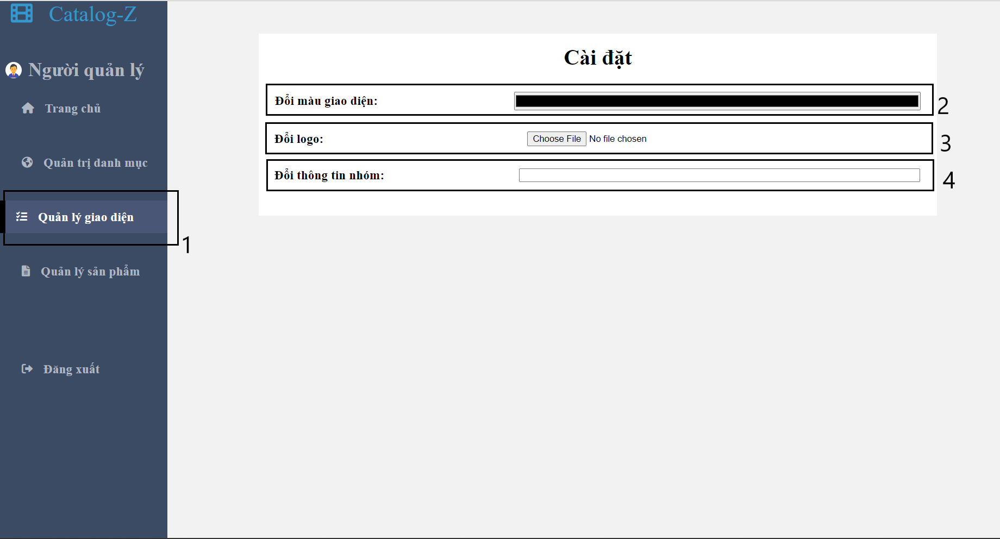 Catalog-Z
Người quản lý
Trang chủ
Quản trị danh mục
Quản lý giao diện
1
Quản lý sản phẩm
Đăng xuất
Cài đặt
Đổi màu giao diện:
2
Đổi logo: Choose File No file chosen
3
Đổi thông tin nhóm:
4